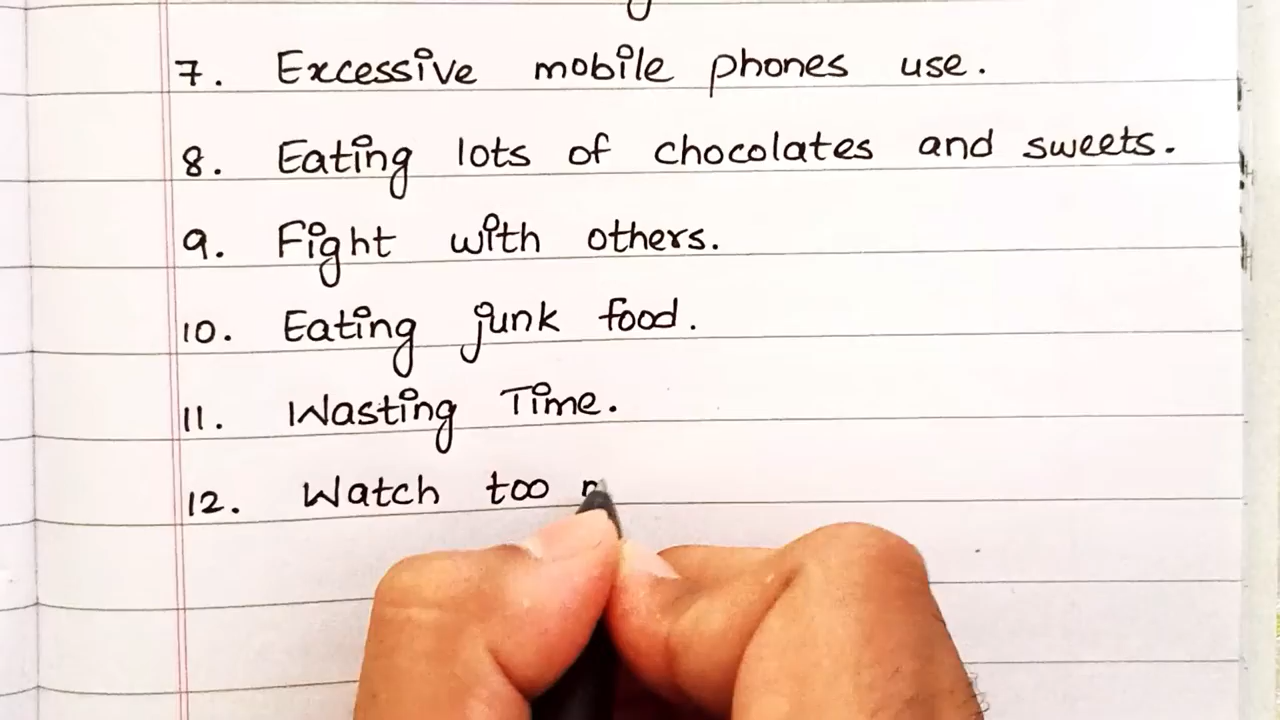 7. Excessive mobile phones use.
8. Eating lots of chocolates and sweets.
9. Fight with others.
10. Eating junk food.
11. Wasting Time.
12. Watch too